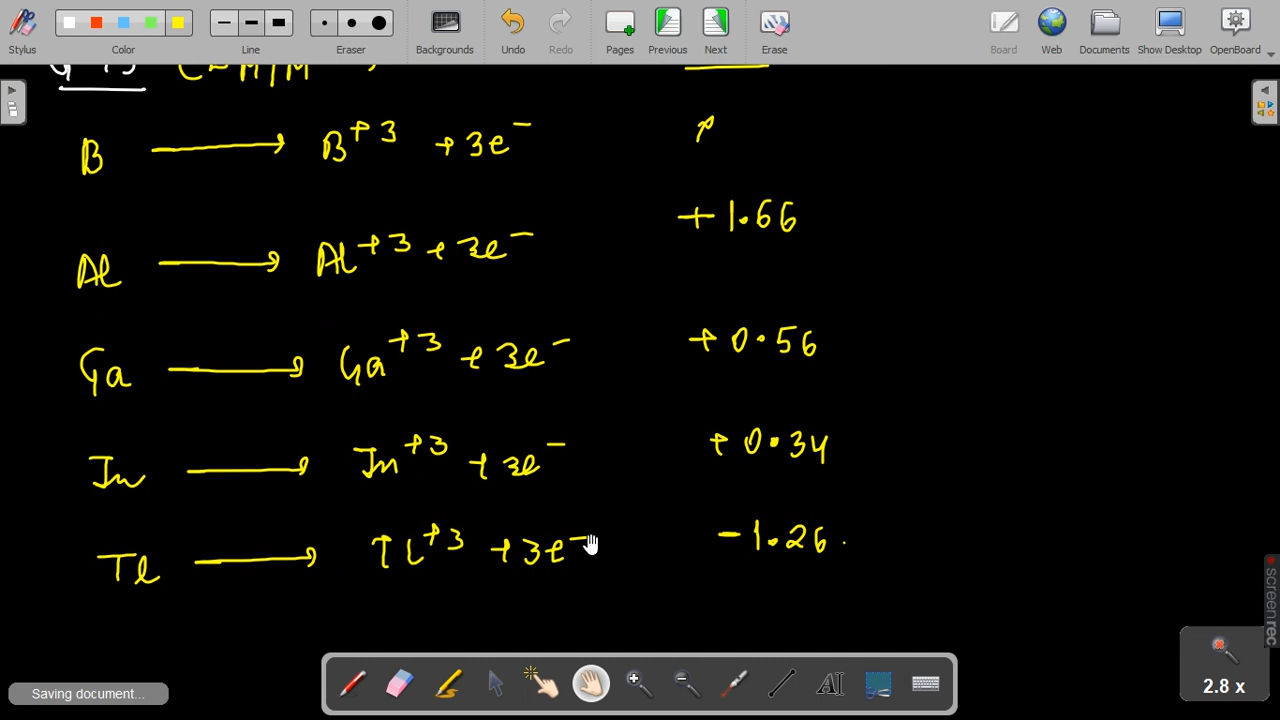 Stylus Color Line Eraser Backgrounds Undo Redo Pages Previous Next Erase Board Web Documents Show Desktop OpenBoard
B ⟶ B+3 + 3e−
+1.66
Al ⟶ Al+3 + 3e−
Ga ⟶ Ga+3 + 3e− +0.56
In ⟶ In+3 + 3e− +0.34
Tl ⟶ Tl+3 + 3e− -1.26.
screenrec
Saving document...
AI
2.8 x